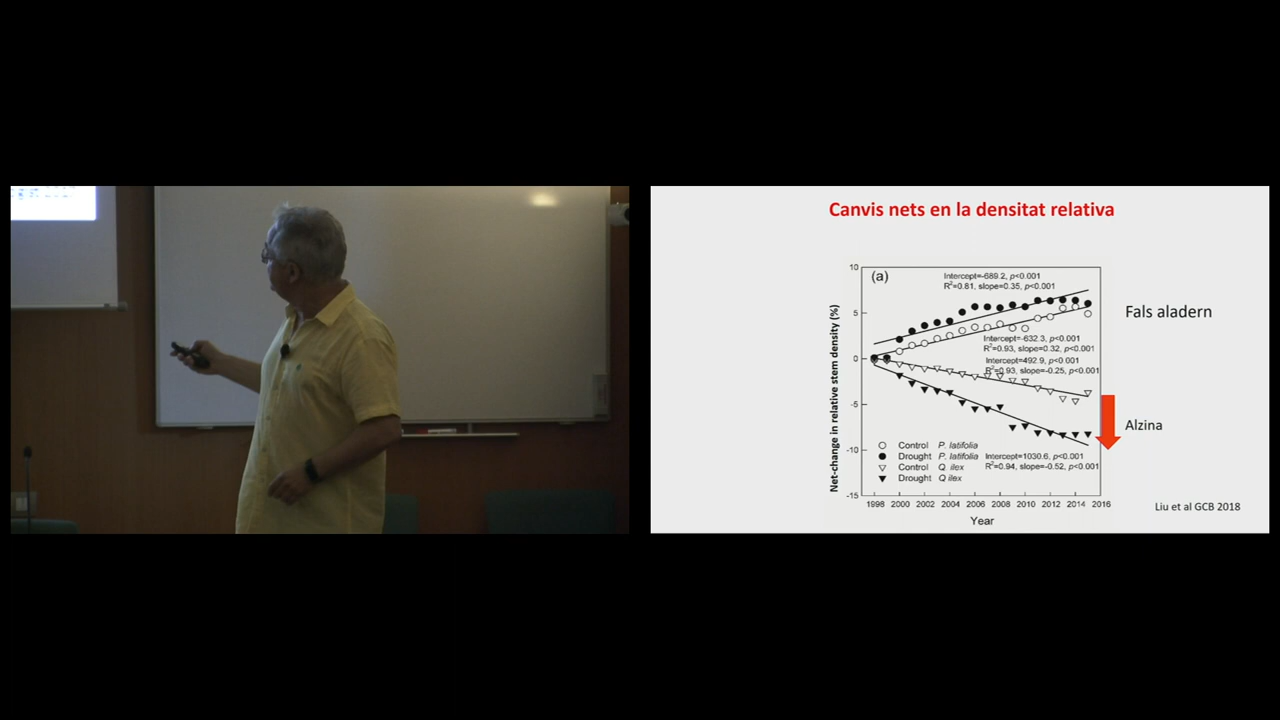 Canvis nets en la densitat relativa
10
5
0
-5
-10
-15
Net-change in relative stem density (%)
(a)
Intercept=-689.2, p<0.001
R²=0.81, slope=0.35, p<0.001
Intercept=-632.3, p<0.001
R²=0.93, slope=0.32, p<0.001
Intercept=492.9, p<0.001
R²=0.93, slope=-0.25, p<0.001
Control P. latifolia
Drought P. latifolia
Control Q ilex
Drought Q ilex
Intercept=1030.6, p<0.001
R²=0.94, slope=-0.52, p<0.001
1998 2000 2002 2004 2006 2008 2010 2012 2014 2016
Year
Fals aladern
Alzina
Liu et al GCB 2018